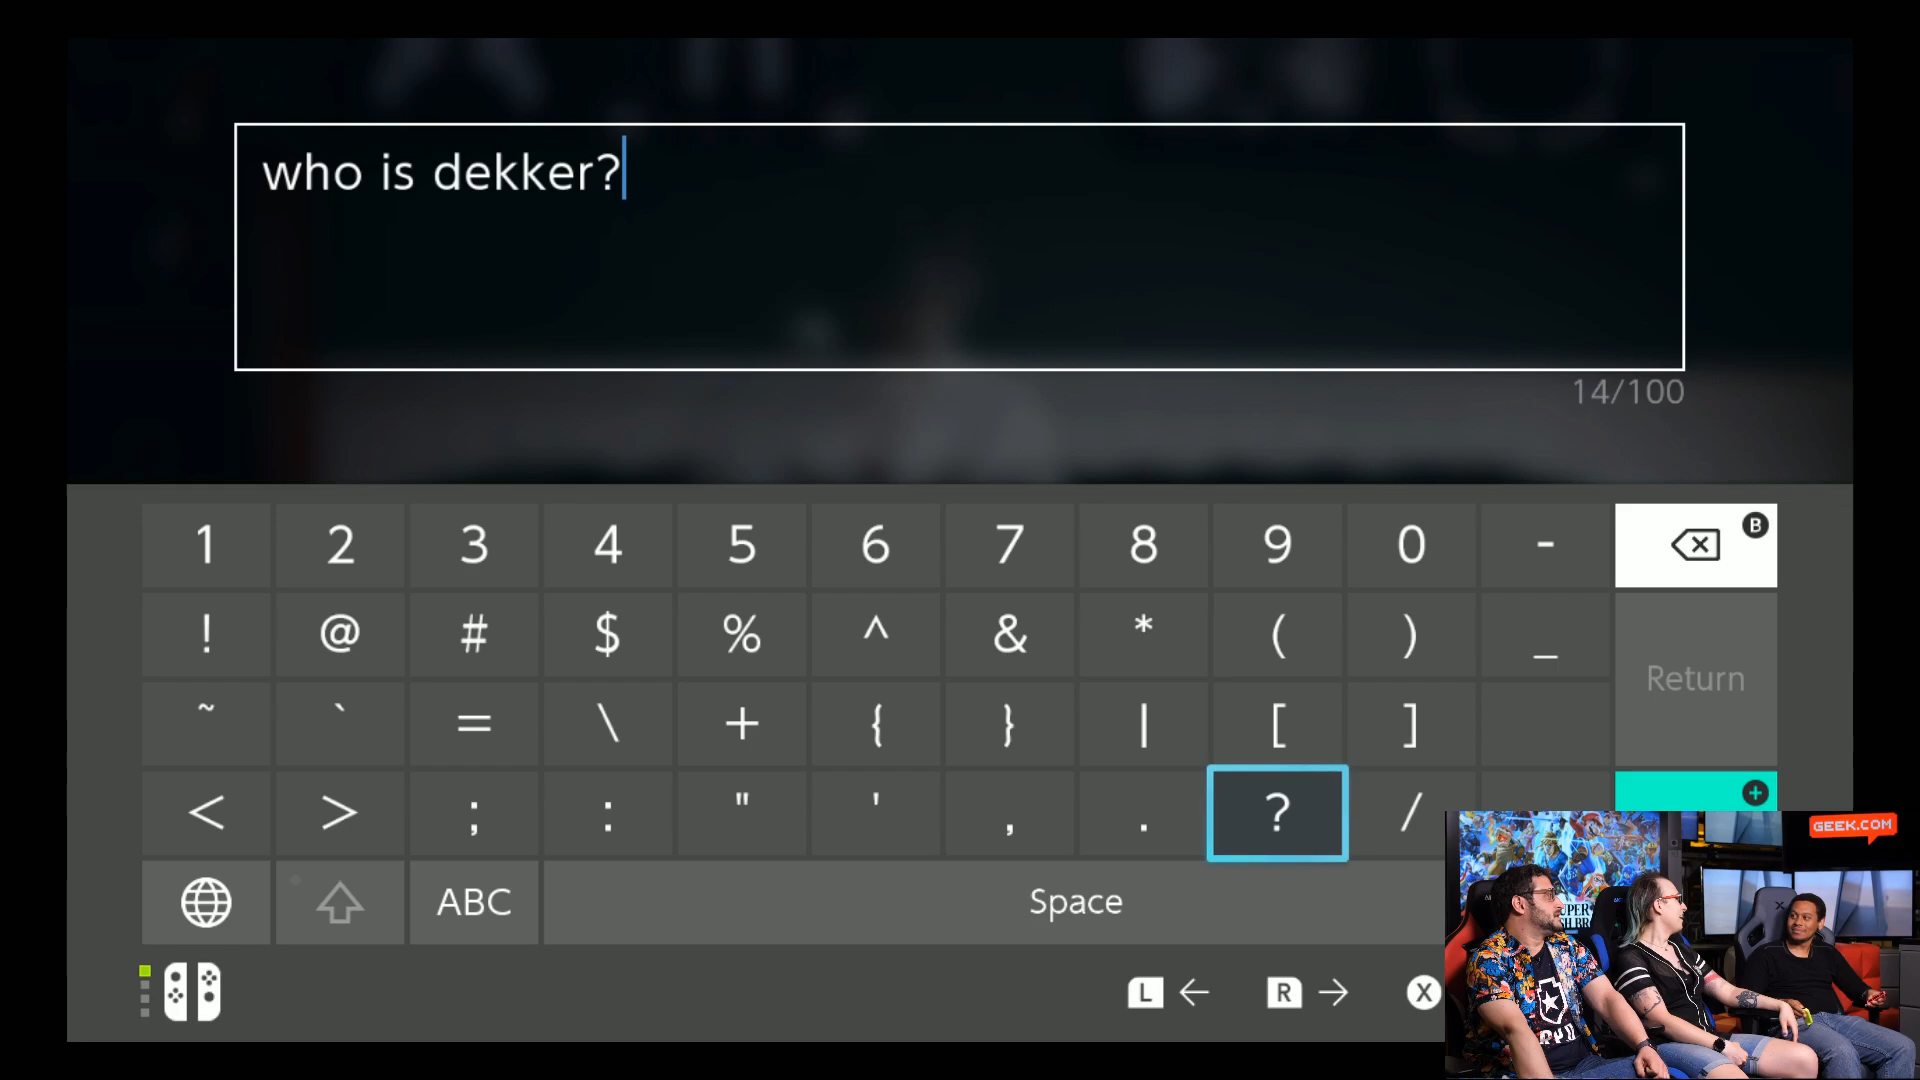 who is dekker?
14/100
1 2 3 4 5 6 7 8 9 0 - B
! @ # $ % ^ & * ( ) _
Return
~ ` = \ + { } | [ ]
< > ; : " ' , . ? / +
GEEK.COM
ABC Space
L ← R → X